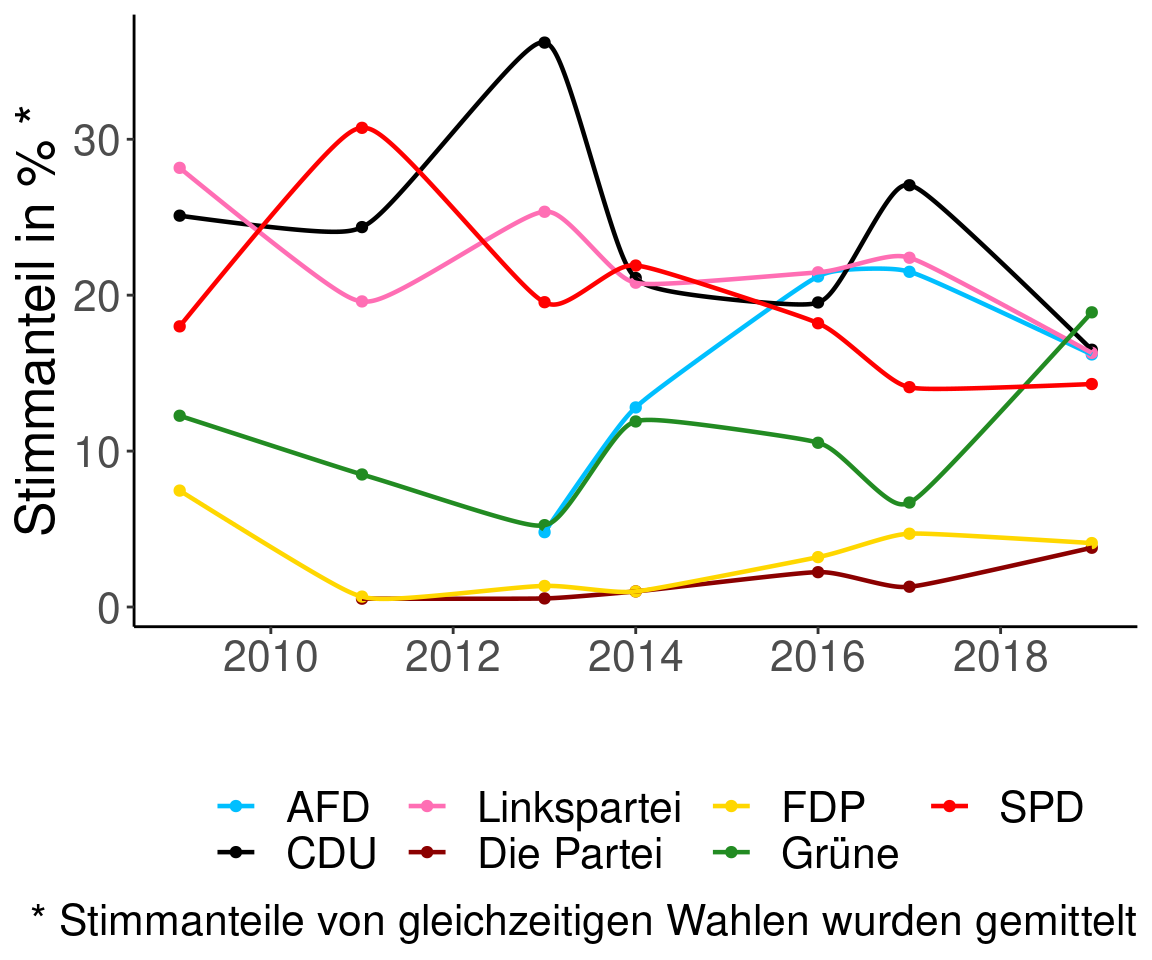 Stimmanteil in % *
30
20
10
0
2010 2012 2014 2016 2018
AFD Linkspartei FDP SPD
CDU Die Partei Grüne
* Stimmanteile von gleichzeitigen Wahlen wurden gemittelt